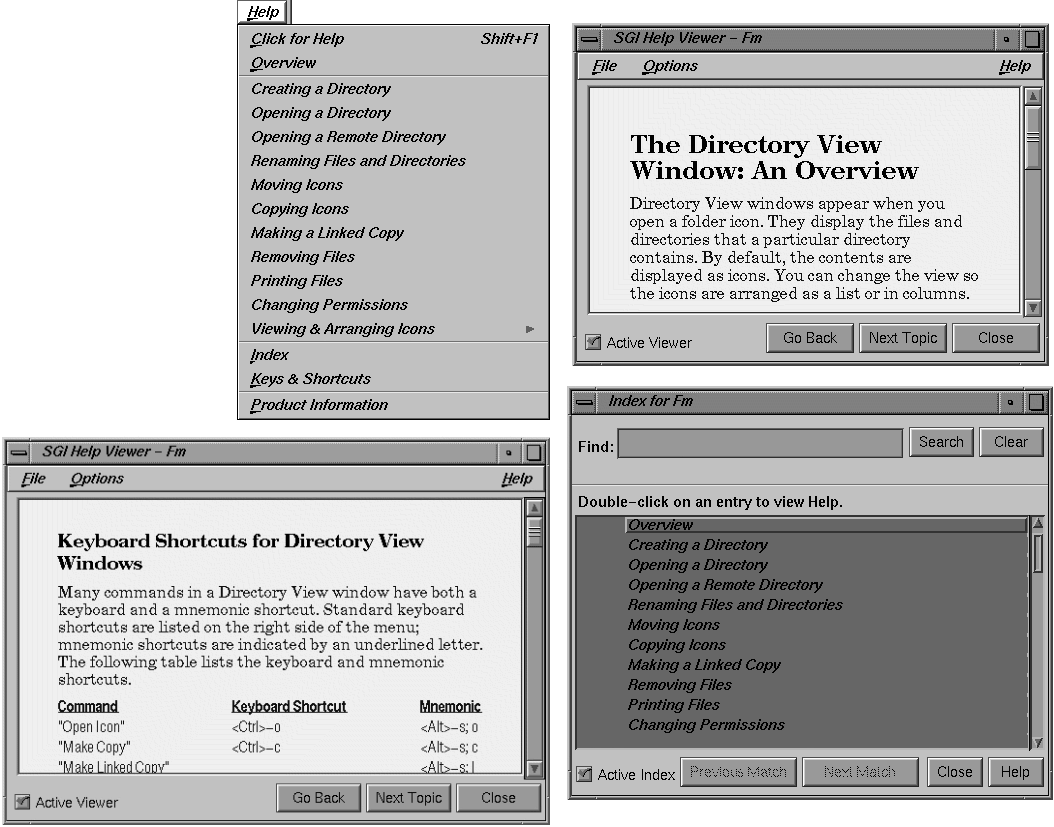 Help
Click for Help Shift+F1
Overview
Creating a Directory
Opening a Directory
Opening a Remote Directory
Renaming Files and Directories
Moving Icons
Copying Icons
Making a Linked Copy
Removing Files
Printing Files
Changing Permissions
Viewing & Arranging Icons
Index
Keys & Shortcuts
Product Information
SGI Help Viewer – Fm
File Options Help
The Directory View
Window: An Overview
Directory View windows appear when you
open a folder icon. They display the files and
directories that a particular directory
contains. By default, the contents are
displayed as icons. You can change the view so
the icons are arranged as a list or in columns.
Active Viewer Go Back Next Topic Close
SGI Help Viewer – Fm
File Options Help
Keyboard Shortcuts for Directory View
Windows
Many commands in a Directory View window have both a
keyboard and a mnemonic shortcut. Standard keyboard
shortcuts are listed on the right side of the menu;
mnemonic shortcuts are indicated by an underlined letter.
The following table lists the keyboard and mnemonic
shortcuts.
Command Keyboard Shortcut Mnemonic
"Open Icon" <Ctrl>–o <Alt>–s; o
"Make Copy" <Ctrl>–c <Alt>–s; c
"Make Linked Copy" <Alt>–s; l
Active Viewer Go Back Next Topic Close
Index for Fm
Find: Search Clear
Double–click on an entry to view Help.
Overview
Creating a Directory
Opening a Directory
Opening a Remote Directory
Renaming Files and Directories
Moving Icons
Copying Icons
Making a Linked Copy
Removing Files
Printing Files
Changing Permissions
Active Index Previous Match Next Match Close Help